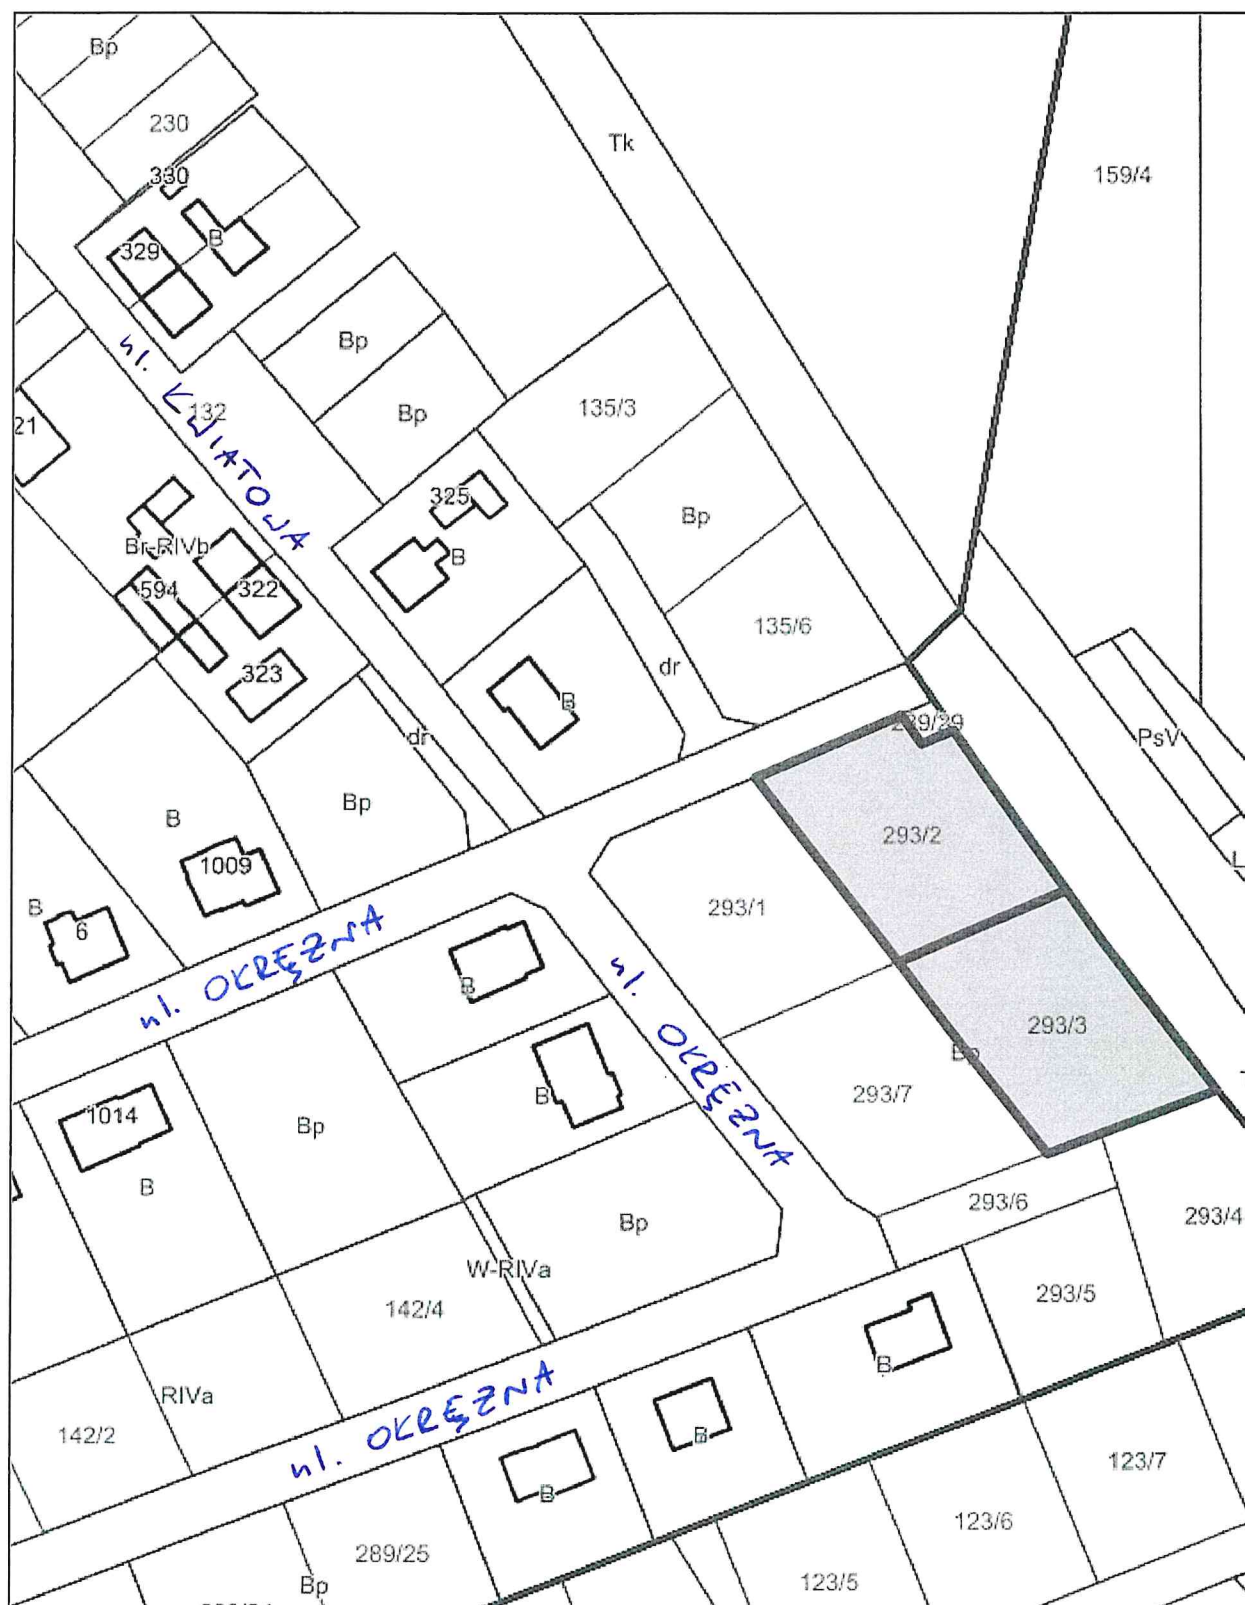 Bp
230
Tk
330
159/4
B
329
ul. KWIATOWA
Bp
132
Bp
135/3
21
325
Bp
Br-RIVb
B
594
322
135/6
323
dr
B
dr
PsV
Bp
B
293/2
L
1009
293/1
B
6
ul. OKRĘŻNA
B
ul. OKRĘŻNA
293/3
Bp
B
293/7
1014
Bp
B
293/6
293/4
Bp
W-RIVa
142/4
293/5
B
RIVa
142/2
ul. OKRĘŻNA
B
123/7
B
123/6
289/25
Bp
123/5